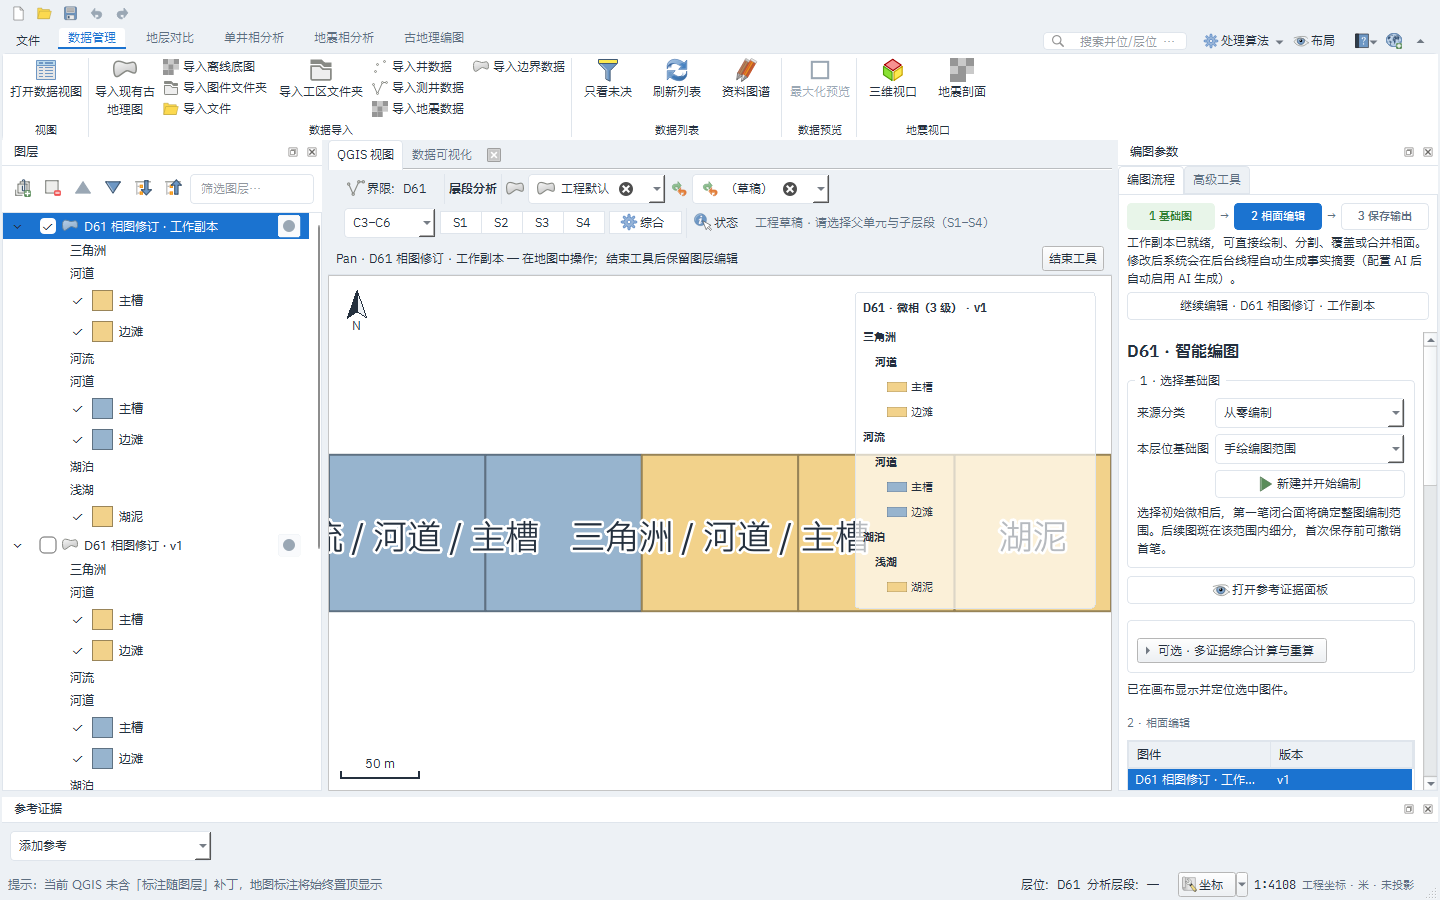 文件
数据管理
地层对比
单井相分析
地震相分析
古地理编图
搜索井位/层位 ⋯
处理算法
布局
打开数据视图
视图
导入现有古
地理图
导入离线底图
导入图件文件夹
导入文件
导入工区文件夹
导入井数据
导入测井数据
导入地震数据
导入边界数据
数据导入
只看未决
刷新列表
资料图谱
数据列表
最大化预览
数据预览
三维视口
地震剖面
地震视口
图层
筛选图层⋯
D61 相图修订 · 工作副本
三角洲
河道
主槽
边滩
河流
河道
主槽
边滩
湖泊
浅湖
湖泥
D61 相图修订 · v1
三角洲
河道
主槽
边滩
河流
河道
主槽
边滩
湖泊
QGIS 视图
数据可视化
界限: D61
层段分析
工程默认
（草稿）
C3-C6
S1
S2
S3
S4
综合
状态
工程草稿 · 请选择父单元与子层段（S1-S4）
Pan · D61 相图修订 · 工作副本 — 在地图中操作；结束工具后保留图层编辑
结束工具
N
D61 · 微相（3 级） · v1
三角洲
河道
主槽
边滩
河流
河道
主槽
边滩
湖泊
浅湖
湖泥
流 / 河道 / 主槽
三角洲 / 河道 / 主槽
湖泥
50 m
编图参数
编图流程
高级工具
1 基础图
→
2 相面编辑
→
3 保存输出
工作副本已就绪，可直接绘制、分割、覆盖或合并相面。
修改后系统会在后台线程自动生成事实摘要（配置 AI 后
自动启用 AI 生成）。
继续编辑 · D61 相图修订 · 工作副本
D61 · 智能编图
1 · 选择基础图
来源分类
从零编制
本层位基础图
手绘编图范围
新建并开始编制
选择初始微相后，第一笔闭合面将确定整图编制范
围。后续图斑在该范围内细分，首次保存前可撤销
首笔。
打开参考证据面板
可选 · 多证据综合计算与重算
已在画布显示并定位选中图件。
2 · 相面编辑
图件
版本
D61 相图修订 · 工作...
v1
参考证据
添加参考
提示：当前 QGIS 未含「标注随图层」补丁，地图标注将始终置顶显示
层位: D61 分析层段: —
坐标
1:4108
工程坐标 · 米 · 未投影